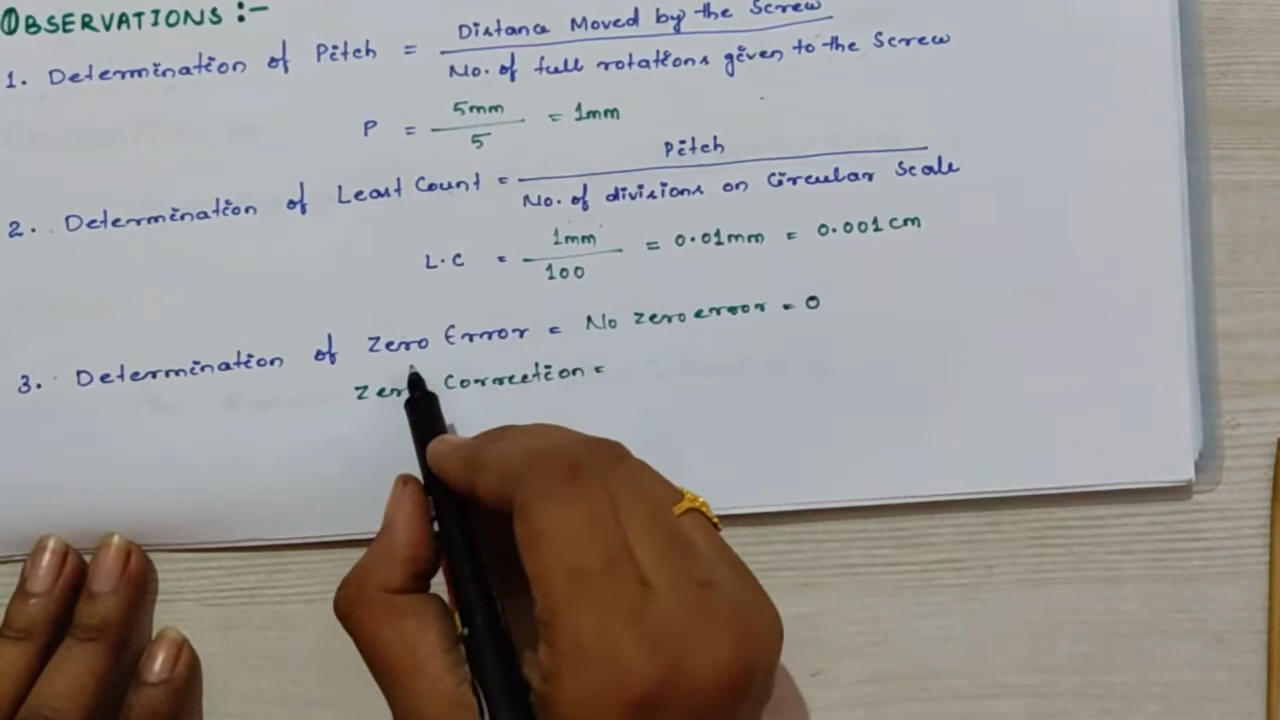 OBSERVATIONS :-
1. Determination of Pitch = Distance Moved by the Screw
No. of full rotations given to the Screw
P = 5mm / 5 = 1mm
2. Determination of Least Count = Pitch
No. of divisions on Circular Scale
L.C = 1mm / 100 = 0.01mm = 0.001cm
3. Determination of Zero Error = No zero error = 0
Zero Correction =